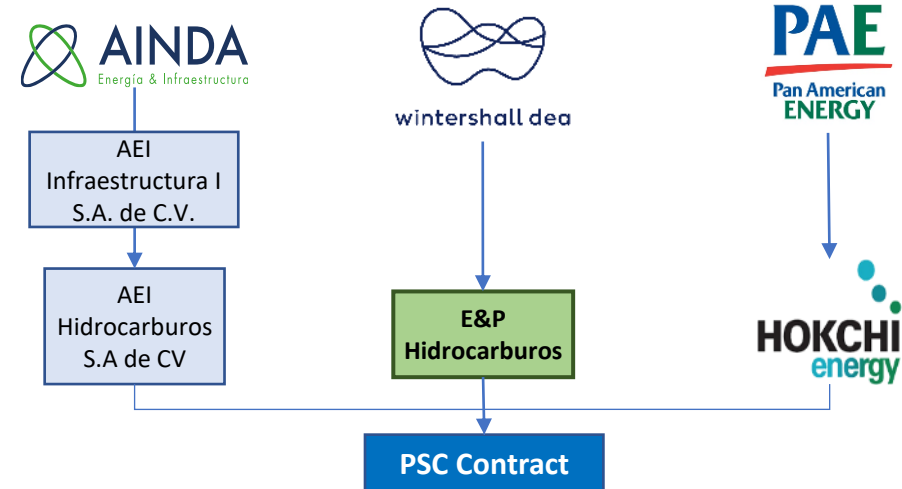 AINDA
Energía & Infraestructura
wintershall dea
PAE
Pan American
ENERGY
AEI
Infraestructura I
S.A. de C.V.
AEI
Hidrocarburos
S.A de CV
E&P
Hidrocarburos
HOKCHI
energy
PSC Contract